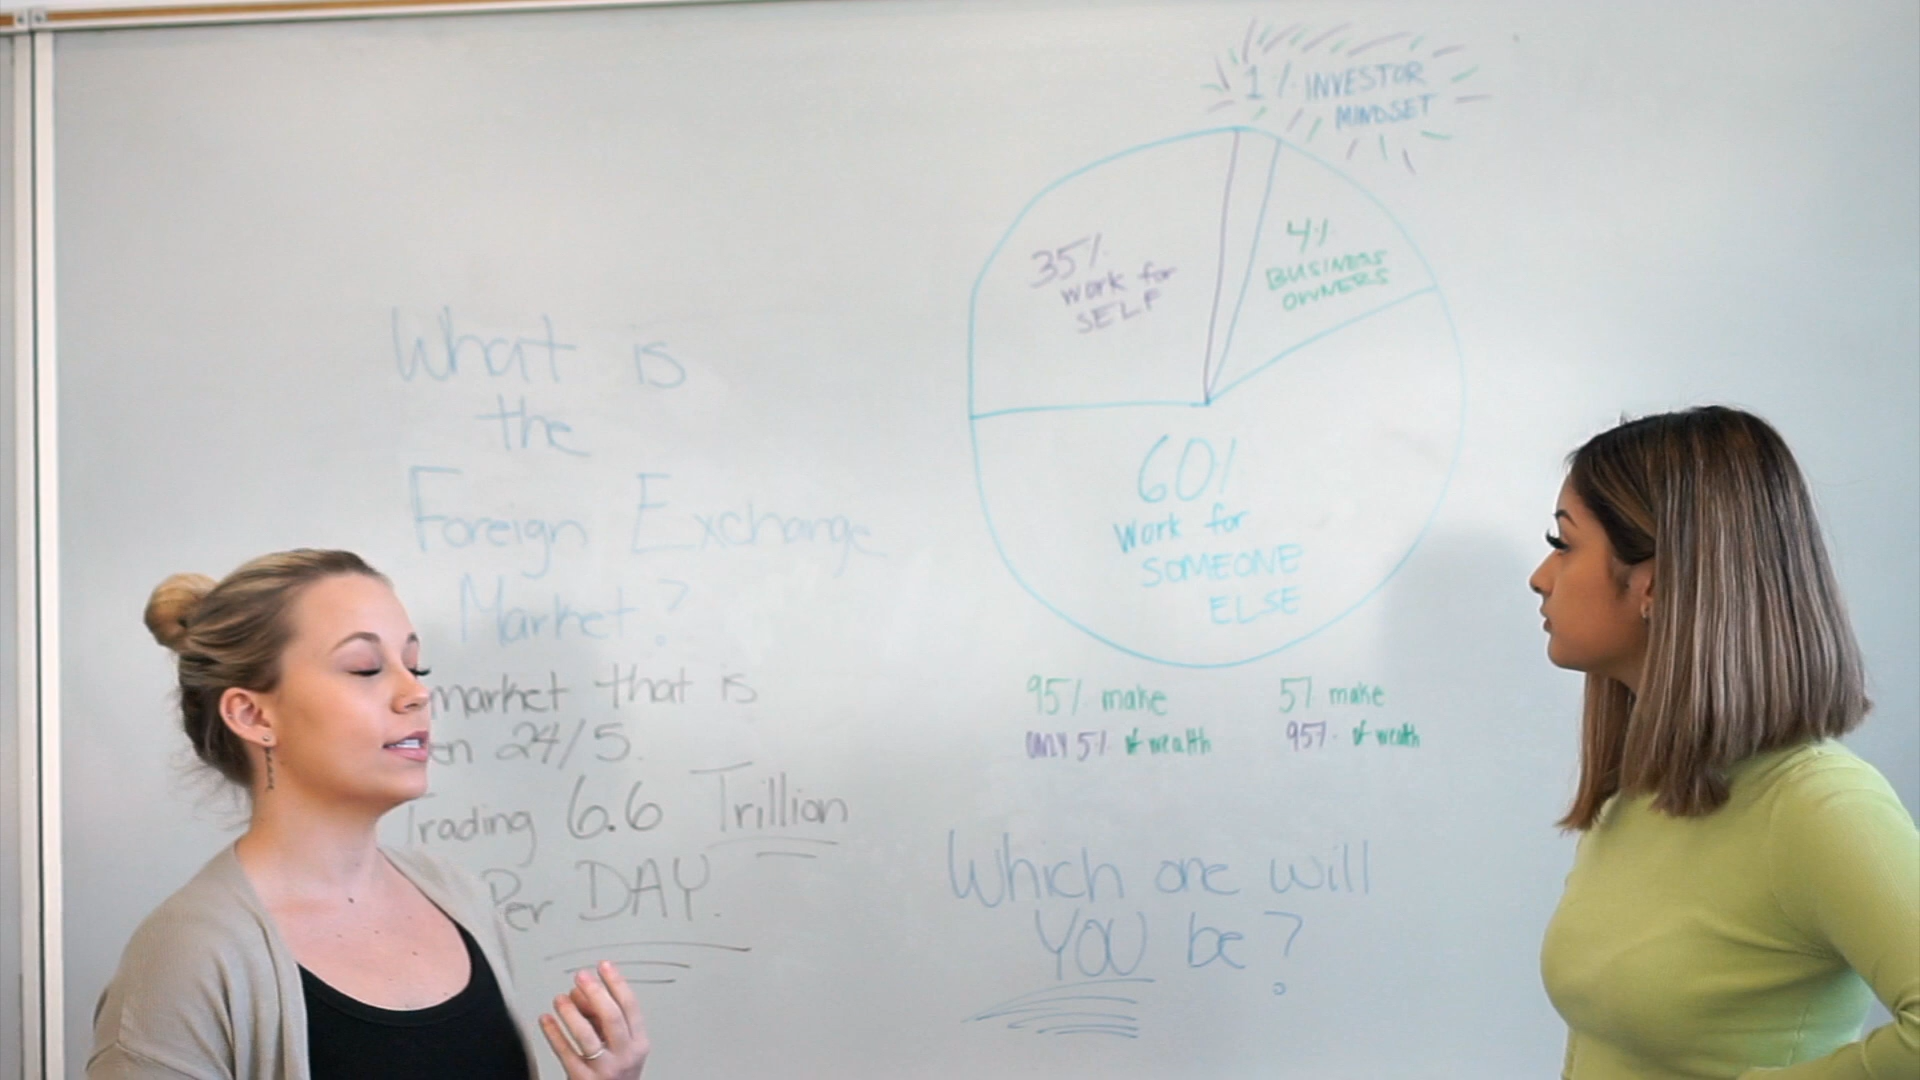 What is
the
Foreign Exchange
Market?
market that is
24/5.
Trading 6.6 Trillion
Per DAY.
1% INVESTOR
MINDSET
35%
work for
SELF
4%
BUSINESS
OWNERS
60%
Work for
SOMEONE
ELSE
95% make
only 5% of wealth
5% make
95% of wealth
Which one will
YOU be?